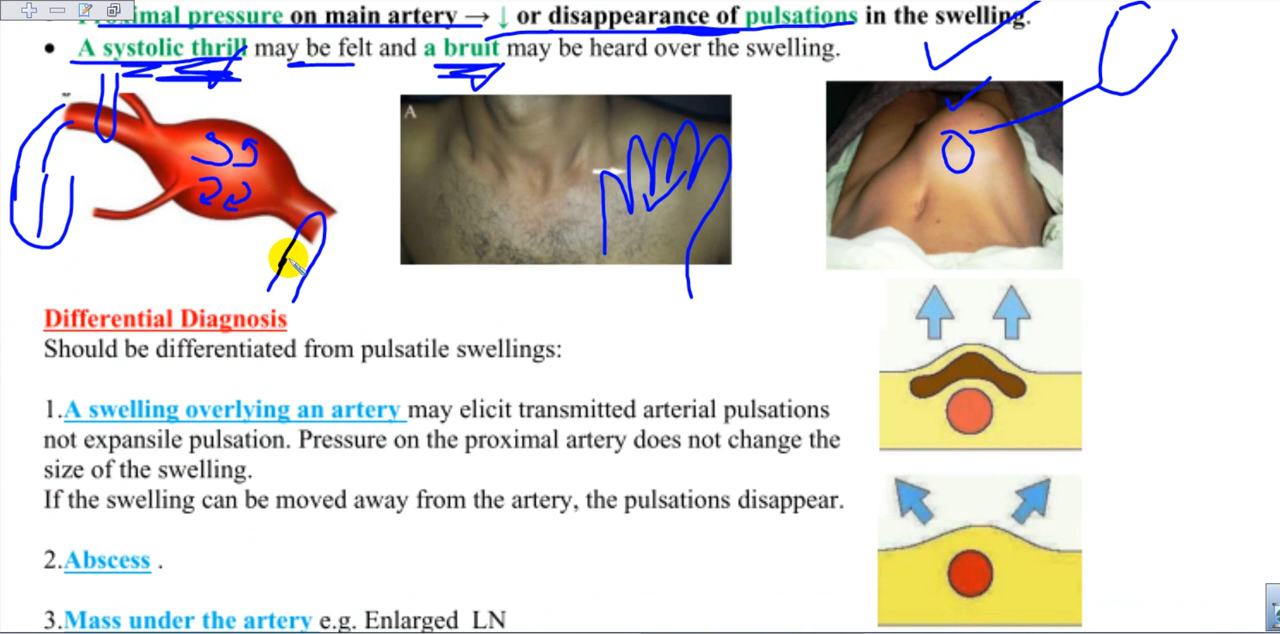 pressure on main artery → ↓ or disappearance of pulsations in the swelling.
• A systolic thrill may be felt and a bruit may be heard over the swelling.
A
Differential Diagnosis
Should be differentiated from pulsatile swellings:
1.A swelling overlying an artery may elicit transmitted arterial pulsations
not expansile pulsation. Pressure on the proximal artery does not change the
size of the swelling.
If the swelling can be moved away from the artery, the pulsations disappear.
2.Abscess .
3.Mass under the artery e.g. Enlarged LN